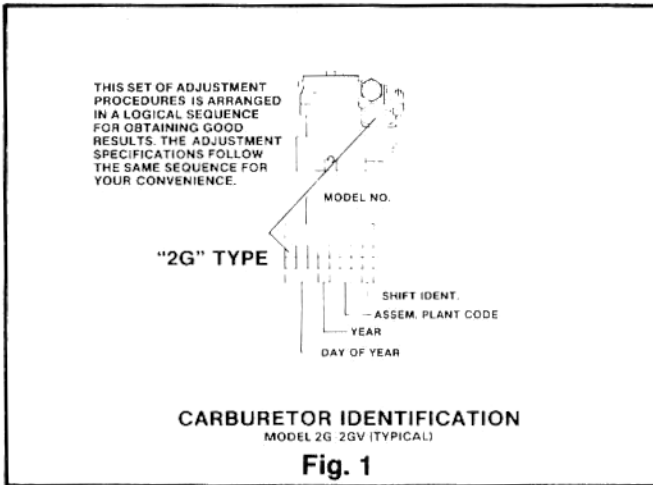 THIS SET OF ADJUSTMENT
PROCEDURES IS ARRANGED
IN A LOGICAL SEQUENCE
FOR OBTAINING GOOD
RESULTS. THE ADJUSTMENT
SPECIFICATIONS FOLLOW
THE SAME SEQUENCE FOR
YOUR CONVENIENCE.
MODEL NO.
"2G" TYPE
SHIFT IDENT.
ASSEM. PLANT CODE
YEAR
DAY OF YEAR
CARBURETOR IDENTIFICATION
MODEL 2G 2GV (TYPICAL)
Fig. 1